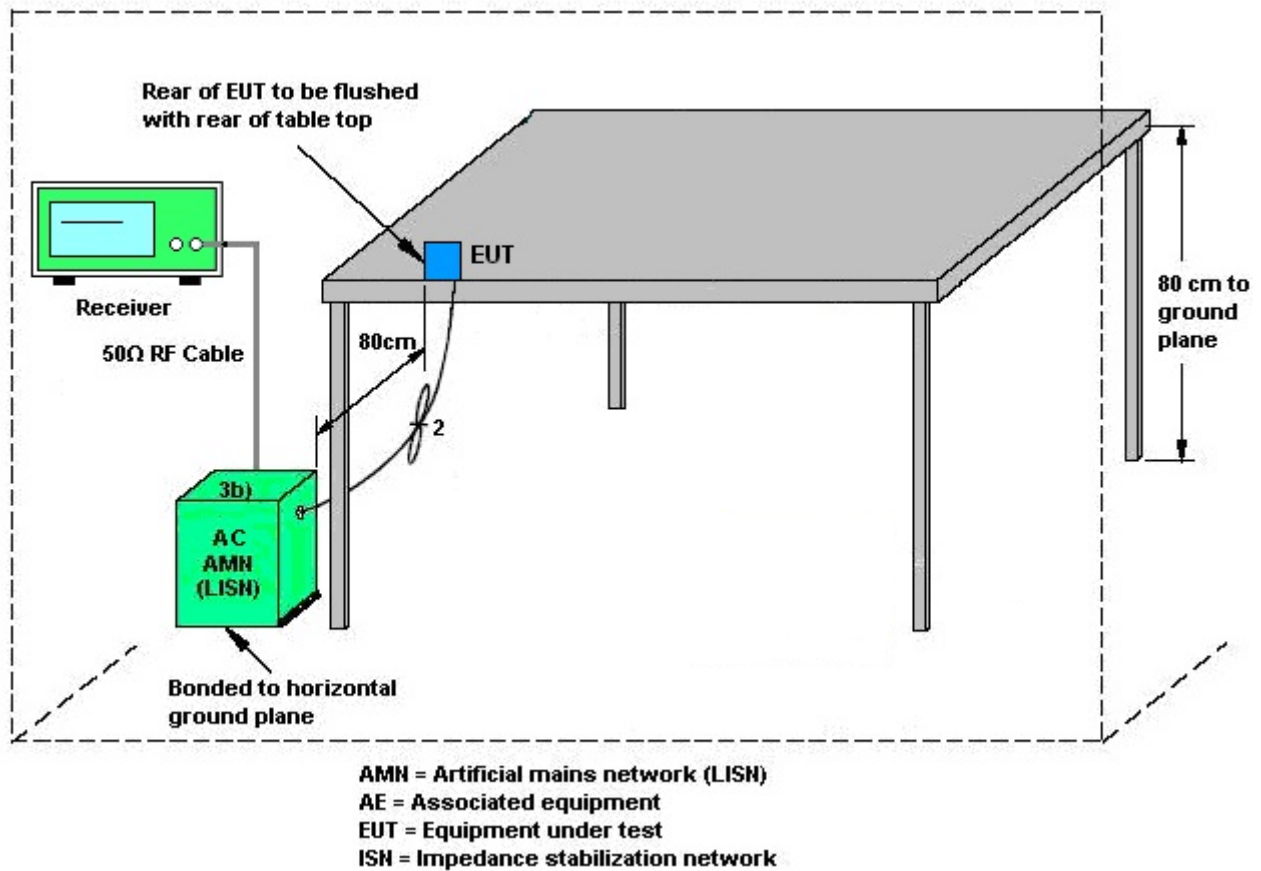 Rear of EUT to be flushed
with rear of table top
EUT
Receiver
50Ω RF Cable
80cm
80 cm to
ground
plane
2
3b)
AC
AMN
(LISN)
Bonded to horizontal
ground plane
AMN = Artificial mains network (LISN)
AE = Associated equipment
EUT = Equipment under test
ISN = Impedance stabilization network